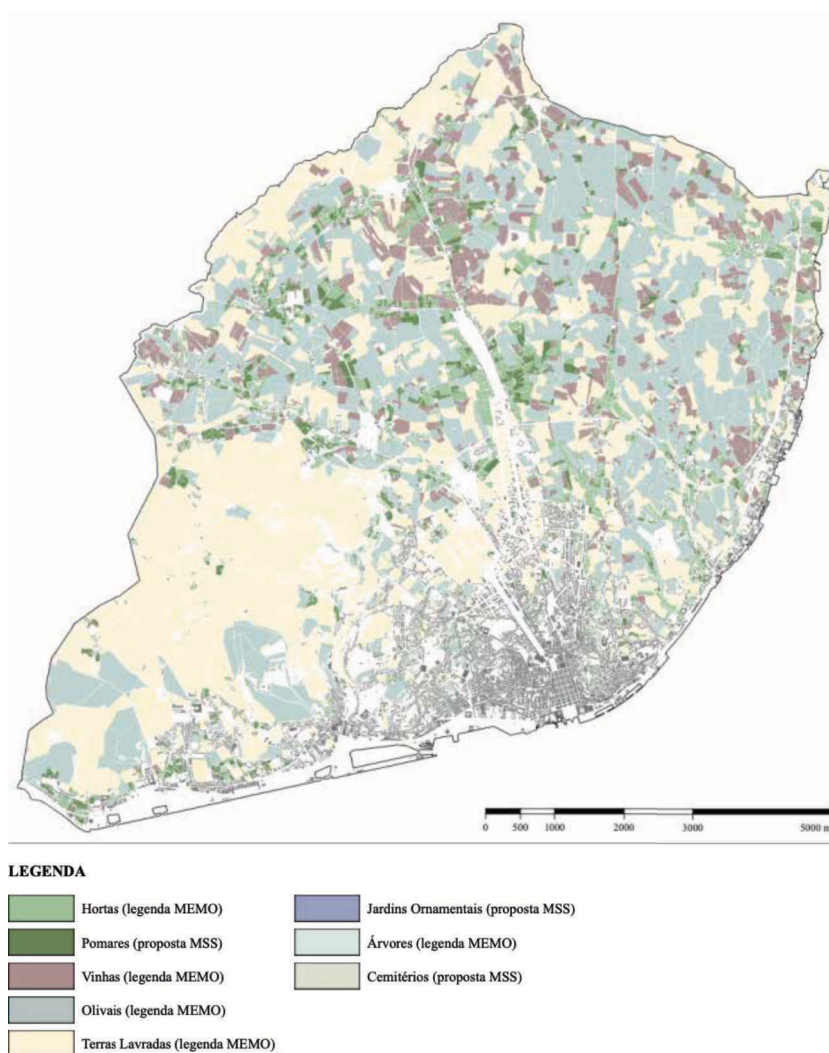 0 500 1000 2000 3000 5000 m
LEGENDA
Hortas (legenda MEMO)
Pomares (proposta MSS)
Vinhas (legenda MEMO)
Olivais (legenda MEMO)
Terras Lavradas (legenda MEMO)
Jardins Ornamentais (proposta MSS)
Árvores (legenda MEMO)
Cemitérios (proposta MSS)